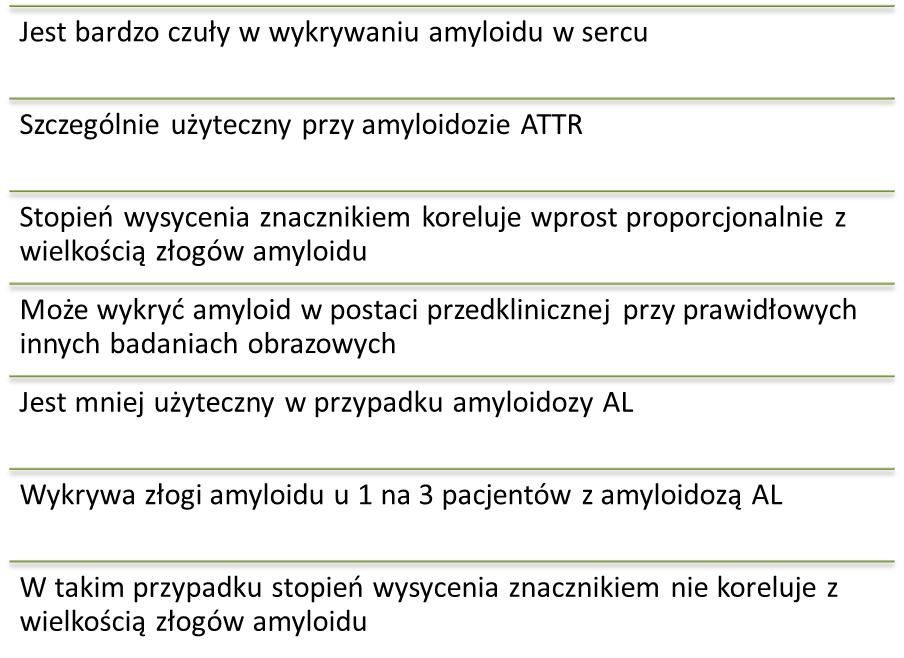 Jest bardzo czuły w wykrywaniu amyloidu w sercu
Szczególnie użyteczny przy amyloidozie ATTR
Stopień wysycenia znacznikiem koreluje wprost proporcjonalnie z
wielkością złogów amyloidu
Może wykryć amyloid w postaci przedklinicznej przy prawidłowych
innych badaniach obrazowych
Jest mniej użyteczny w przypadku amyloidozy AL
Wykrywa złogi amyloidu u 1 na 3 pacjentów z amyloidozą AL
W takim przypadku stopień wysycenia znacznikiem nie koreluje z
wielkością złogów amyloidu